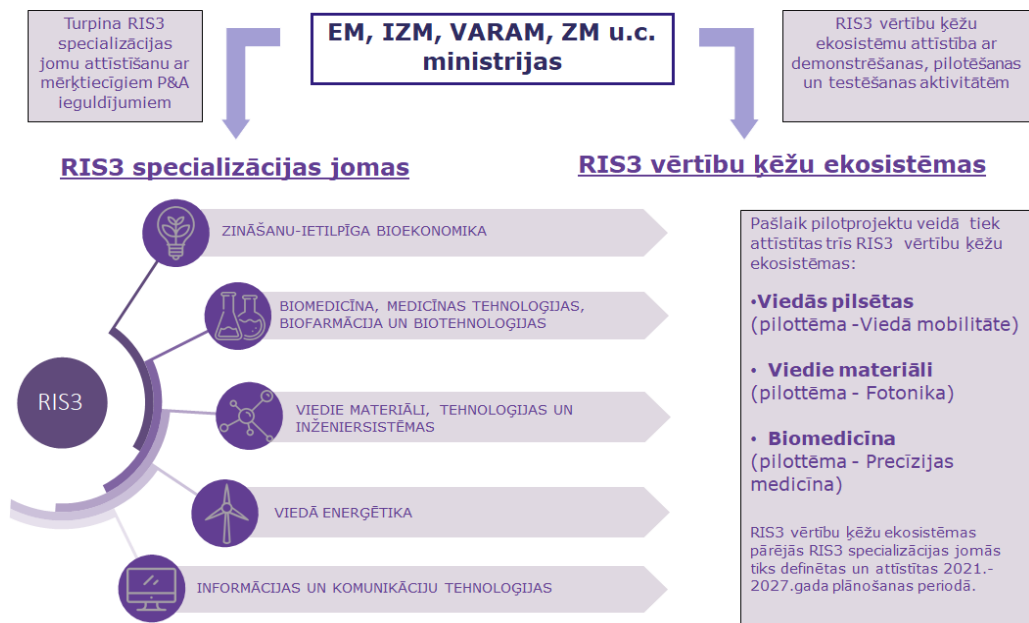 Turpina RIS3
specializācijas
jomu attīstīšanu ar
mērķtiecīgiem P&A
ieguldījumiem
EM, IZM, VARAM, ZM u.c.
ministrijas
RIS3 vērtību ķēžu
ekosistēmu attīstība ar
demonstrēšanas, pilotēšanas
un testēšanas aktivitātēm
RIS3 specializācijas jomas
RIS3 vērtību ķēžu ekosistēmas
RIS3
ZINĀŠANU-IETILPĪGA BIOEKONOMIKA
BIOMEDICĪNA, MEDICĪNAS TEHNOLOĢIJAS,
BIOFARMĀCIJA UN BIOTEHNOLOĢIJAS
VIEDIE MATERIĀLI, TEHNOLOĢIJAS UN
INŽENIERSISTĒMAS
VIEDĀ ENERĢĒTIKA
INFORMĀCIJAS UN KOMUNIKĀCIJU TEHNOLOĢIJAS
Pašlaik pilotprojektu veidā tiek
attīstītas trīs RIS3 vērtību ķēžu
ekosistēmas:
•Viedās pilsētas
(pilottēma -Viedā mobilitāte)
• Viedie materiāli
(pilottēma - Fotonika)
• Biomedicīna
(pilottēma - Precīzijas
medicīna)
RIS3 vērtību ķēžu ekosistēmas
pārējās RIS3 specializācijas jomās
tiks definētas un attīstītas 2021.-
2027.gada plānošanas periodā.